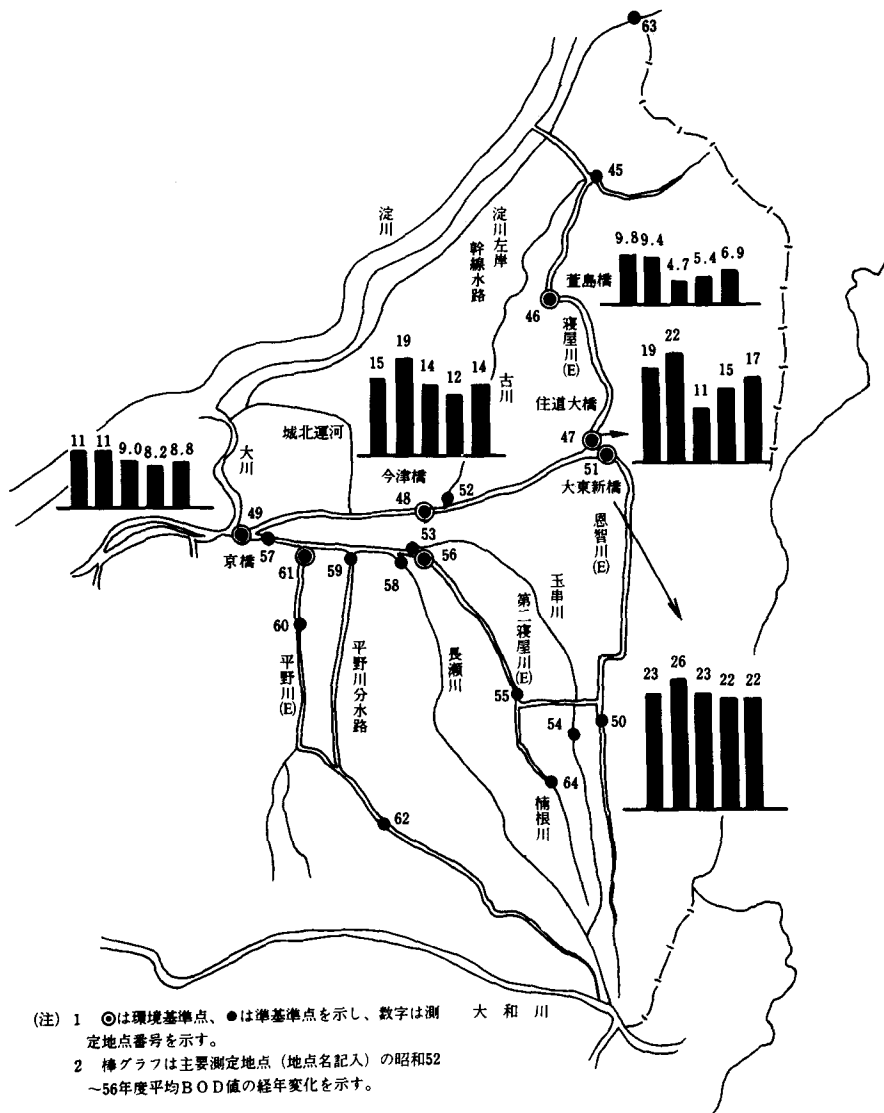 63
45
淀川
淀川左岸
幹線水路
萱島橋
9.8 9.4 4.7 5.4 6.9
46
寝屋川(E)
古川
15 19 14 12 14
19 22 11 15 17
住道大橋
47
51
大東新橋
城北運河
大川
11 11 9.0 8.2 8.8
今津橋
48
52
49
京橋
57
61
59
58
53
56
恩智川(E)
玉串川
第二寝屋川(E)
60
平野川(E)
平野川分水路
長瀬川
55
54
50
23 26 23 22 22
64
楠根川
62
大和川
(注) 1 ◎は環境基準点、●は準基準点を示し、数字は測
定地点番号を示す。
2 棒グラフは主要測定地点(地点名記入)の昭和52
~56年度平均BOD値の経年変化を示す。